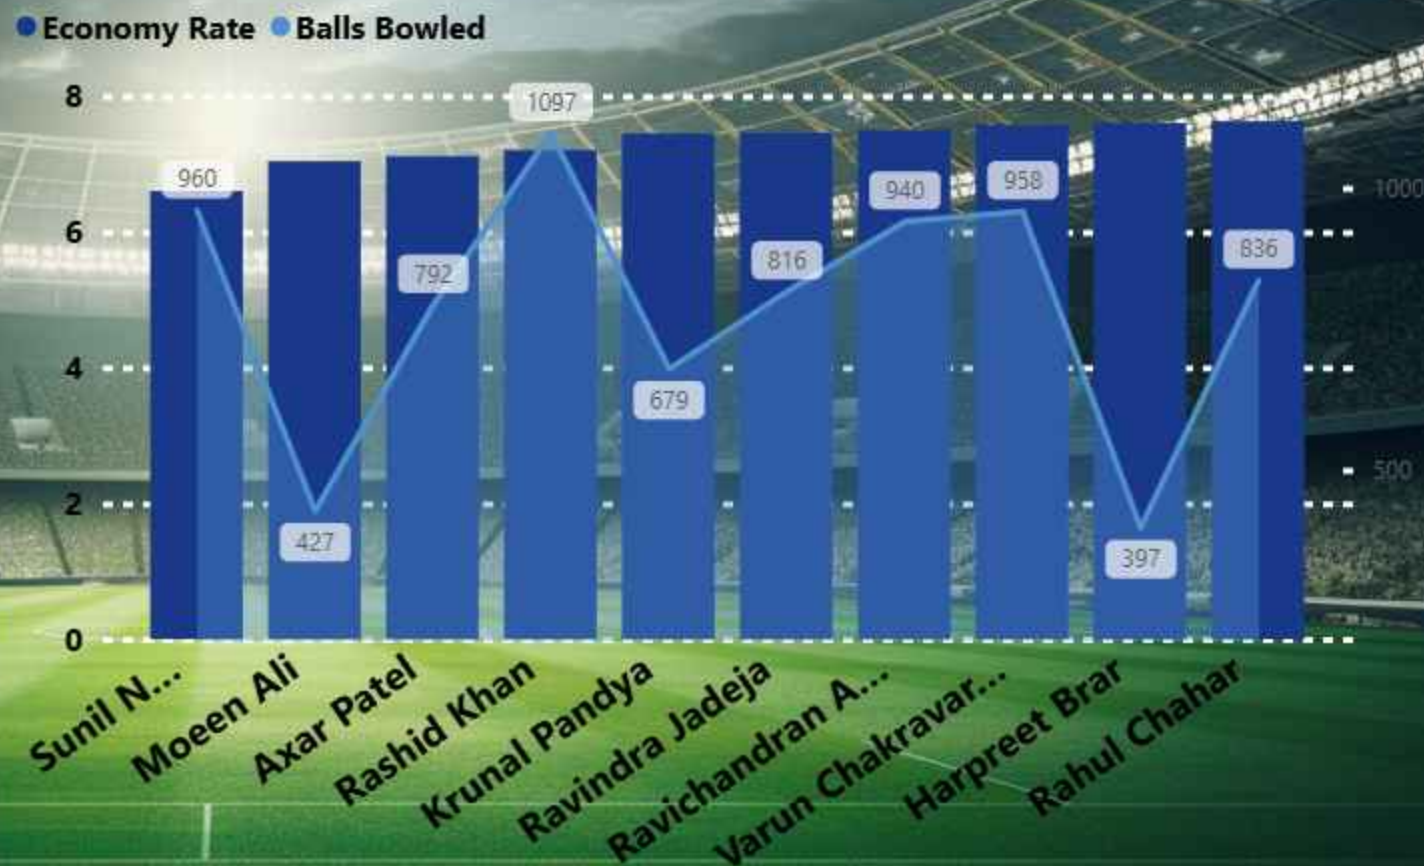 Economy Rate Balls Bowled
8
1097
960
1000
940
958
6
836
792
816
4
679
500
2
427
397
0
Sunil N...
Moeen Ali
Axar Patel
Rashid Khan
Krunal Pandya
Ravindra Jadeja
Ravichandran A...
Varun Chakravar...
Harpreet Brar
Rahul Chahar